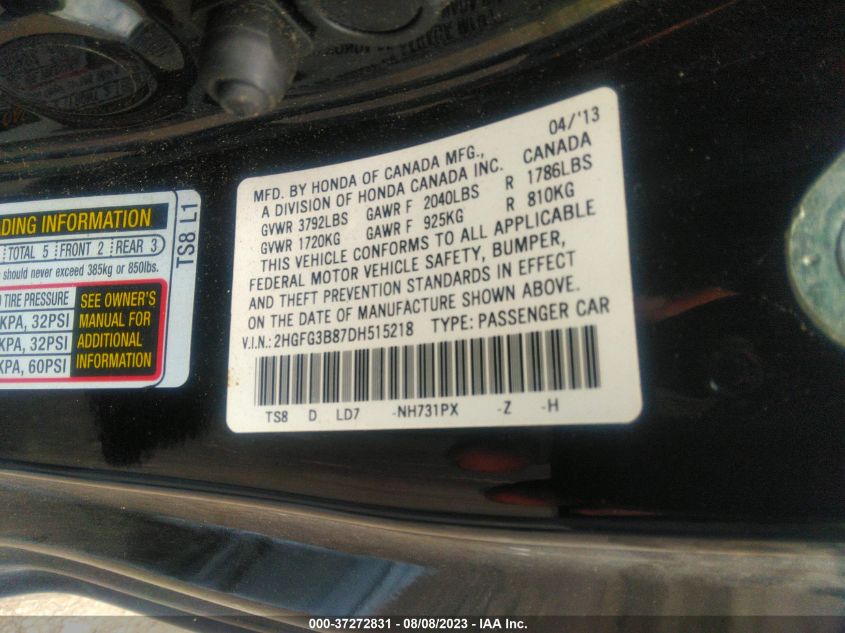 04/'13
MFD. BY HONDA OF CANADA MFG.,
A DIVISION OF HONDA CANADA INC. CANADA
GVWR 3792LBS GAWR F 2040LBS R 1786LBS
GVWR 1720KG GAWR F 925KG R 810KG
THIS VEHICLE CONFORMS TO ALL APPLICABLE
FEDERAL MOTOR VEHICLE SAFETY, BUMPER,
AND THEFT PREVENTION STANDARDS IN EFFECT
ON THE DATE OF MANUFACTURE SHOWN ABOVE.
V.I.N.: 2HGFG3B87DH515218 TYPE: PASSENGER CAR
TS8 D LD7 -NH731PX -Z -H
ADING INFORMATION
TOTAL 5 FRONT 2 REAR 3
should never exceed 385kg or 850lbs.
TIRE PRESSURE
KPA, 32PSI
KPA, 32PSI
KPA, 60PSI
SEE OWNER'S
MANUAL FOR
ADDITIONAL
INFORMATION
TS8 L1
000-37272831 - 08/08/2023 - IAA Inc.